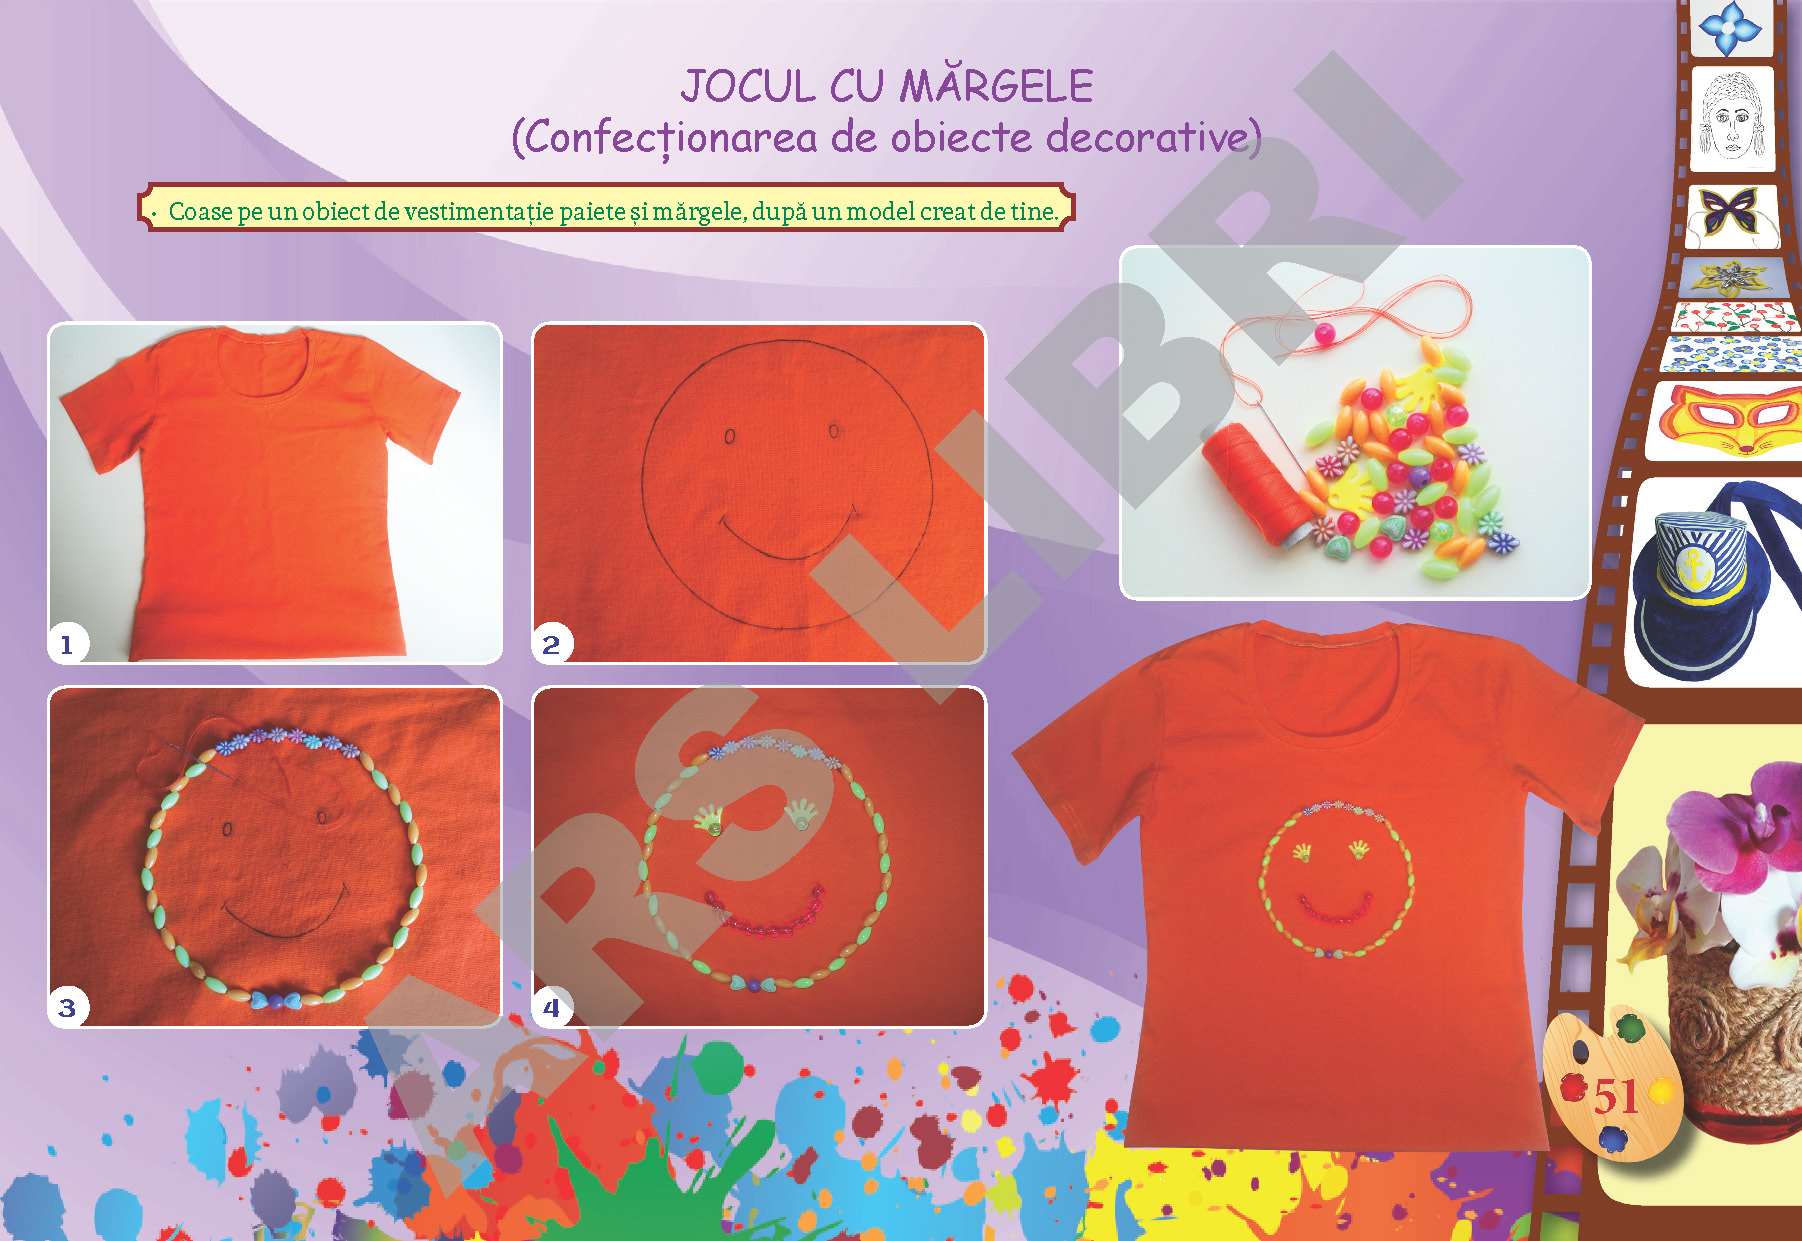 JOCUL CU MĂRGELE
(Confecționarea de obiecte decorative)
· Coase pe un obiect de vestimentație paiete și mărgele, după un model creat de tine.
1
2
3
4
51
ARS LIBRI